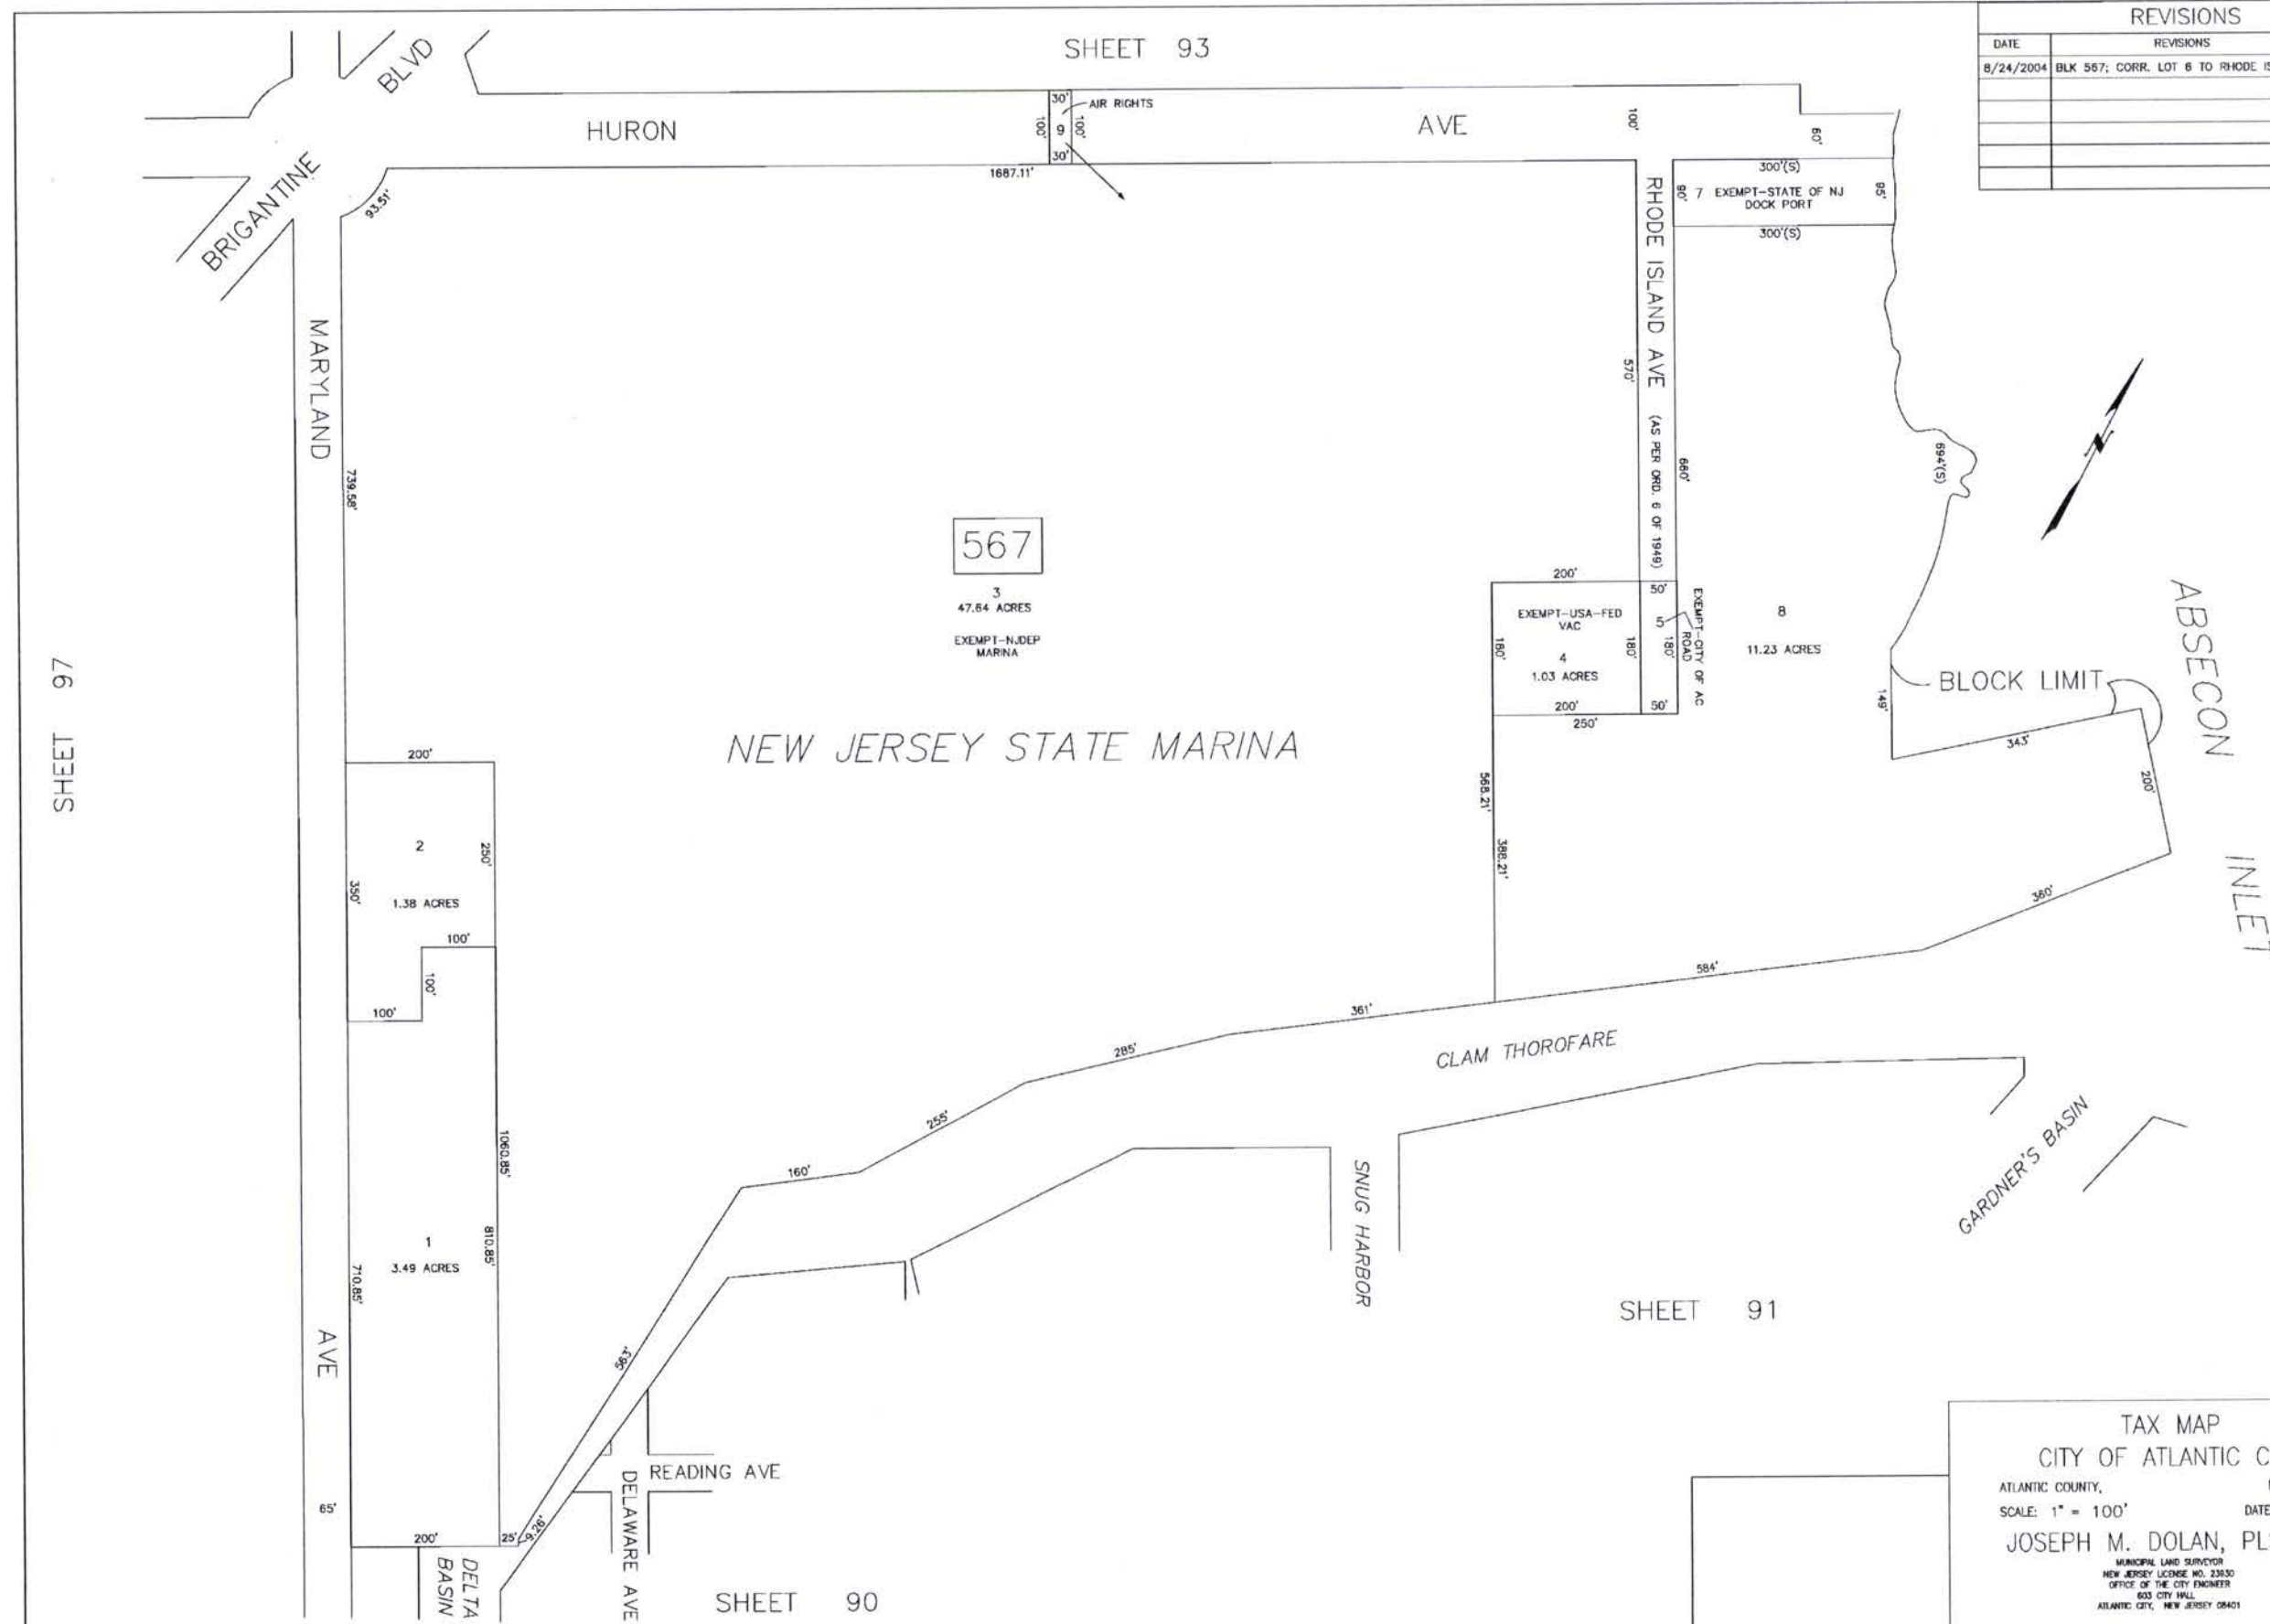 REVISIONS
DATE REVISIONS
8/24/2004 BLK 567; CORR. LOT 6 TO RHODE
SHEET 93
BLVD
BRIGANTINE
HURON AVE
30'
AIR RIGHTS
100' 9 100'
30'
1687.11'
100'
60'
93.51'
300'(S)
90' 7 EXEMPT-STATE OF NJ
DOCK PORT
95'
300'(S)
RHODE ISLAND AVE (AS PER ORD. 6 OF 1949)
570'
660'
694'(S)
N
MARYLAND
739.58'
567
3
47.64 ACRES
EXEMPT-NJDEP
MARINA
NEW JERSEY STATE MARINA
200'
EXEMPT-USA-FED
VAC
4
1.03 ACRES
180'
180'
200'
250'
50'
5
180'
50'
EXEMPT-CITY OF AC
ROAD
8
11.23 ACRES
BLOCK LIMIT
149'
343'
200'
360'
584'
ABSECON
INLET
568.21'
388.21'
SHEET 97
200'
2
250'
350'
1.38 ACRES
100'
100'
100'
361'
285'
255'
160'
563'
CLAM THOROFARE
1060.85'
810.85'
1
3.49 ACRES
710.85'
SNUG HARBOR
GARDNER'S BASIN
SHEET 91
AVE
65'
200'
25'
9.26'
READING AVE
DELAWARE AVE
DELTA
BASIN
SHEET 90
TAX MAP
CITY OF ATLANTIC
ATLANTIC COUNTY,
SCALE: 1" = 100' DATE
JOSEPH M. DOLAN,
MUNICIPAL LAND SURVEYOR
NEW JERSEY LICENSE NO. 23930
OFFICE OF THE CITY ENGINEER
603 CITY HALL
ATLANTIC CITY, NEW JERSEY 08401